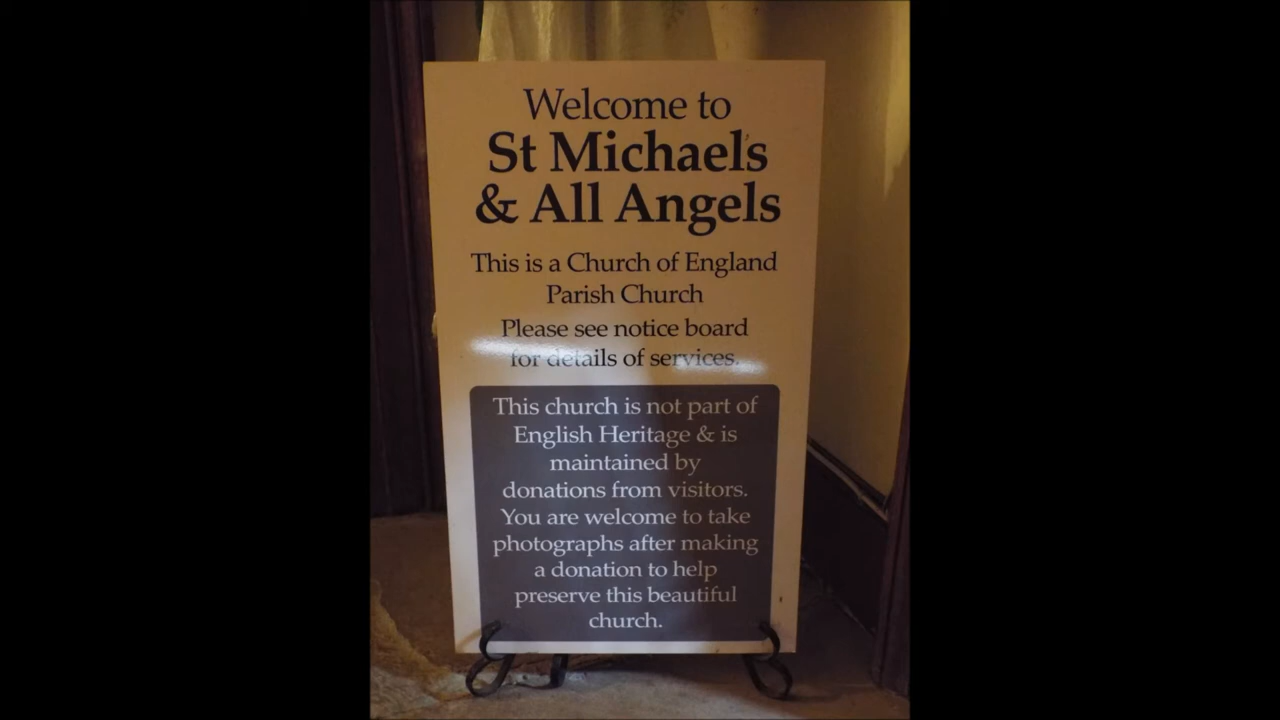 Welcome to
St Michael's
& All Angels
This is a Church of England
Parish Church
Please see notice board
for details of services.
This church is not part of
English Heritage & is
maintained by
donations from visitors.
You are welcome to take
photographs after making
a donation to help
preserve this beautiful
church.